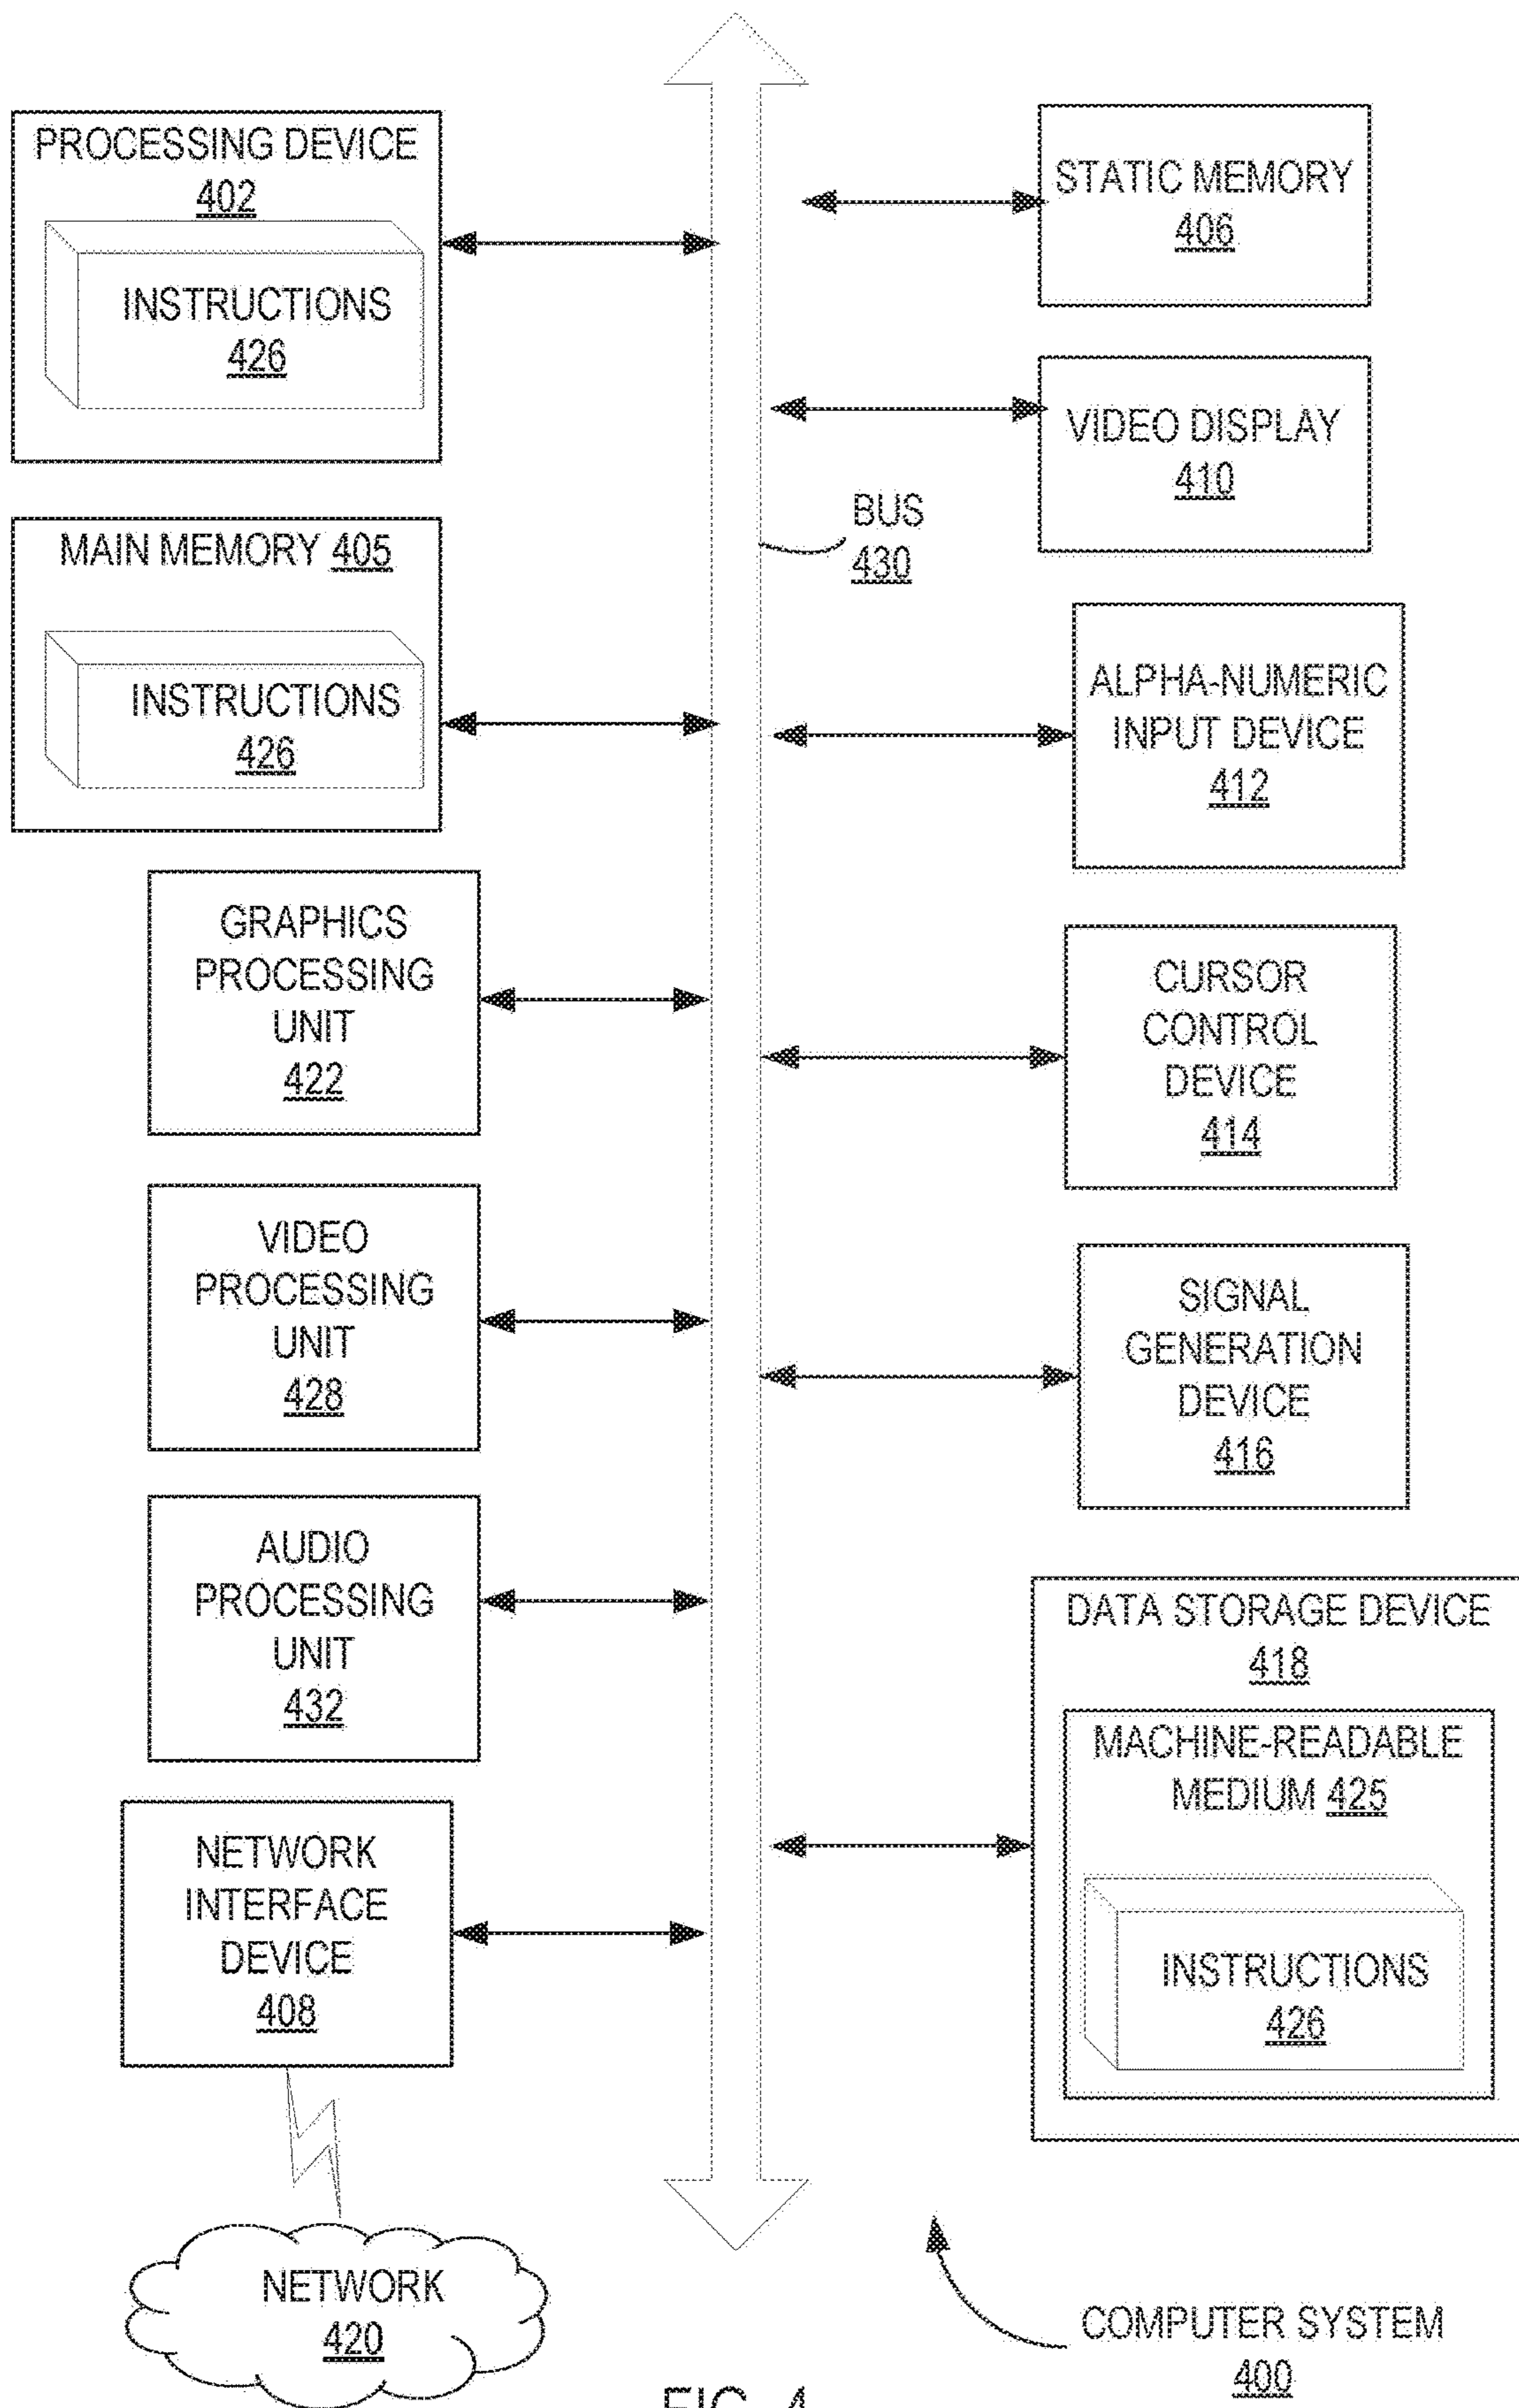 PROCESSING DEVICE
402
INSTRUCTIONS
426
MAIN MEMORY 405
INSTRUCTIONS
426
GRAPHICS
PROCESSING
UNIT
422
VIDEO
PROCESSING
UNIT
428
AUDIO
PROCESSING
UNIT
432
NETWORK
INTERFACE
DEVICE
408
NETWORK
420
BUS
430
STATIC MEMORY
406
VIDEO DISPLAY
410
ALPHA-NUMERIC
INPUT DEVICE
412
CURSOR
CONTROL
DEVICE
414
SIGNAL
GENERATION
DEVICE
416
DATA STORAGE DEVICE
418
MACHINE-READABLE
MEDIUM 425
INSTRUCTIONS
426
COMPUTER SYSTEM
400
FIG. 4